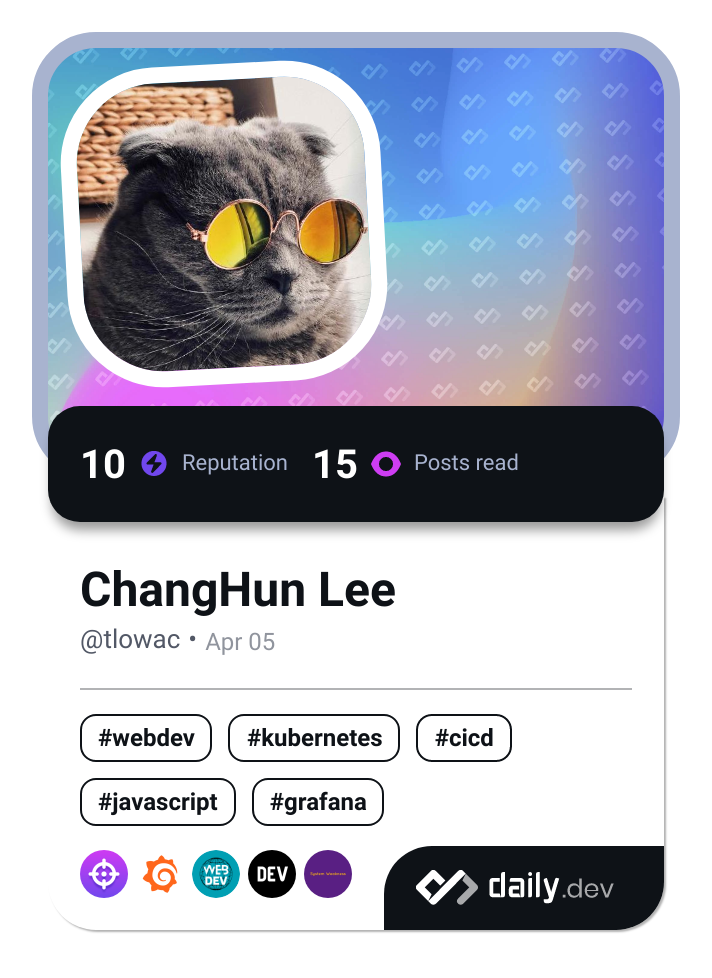 10 Reputation 15 Posts read
ChangHun Lee
@tlowac • Apr 05
#webdev #kubernetes #cicd
#javascript #grafana
WEB DEV DEV daily.dev